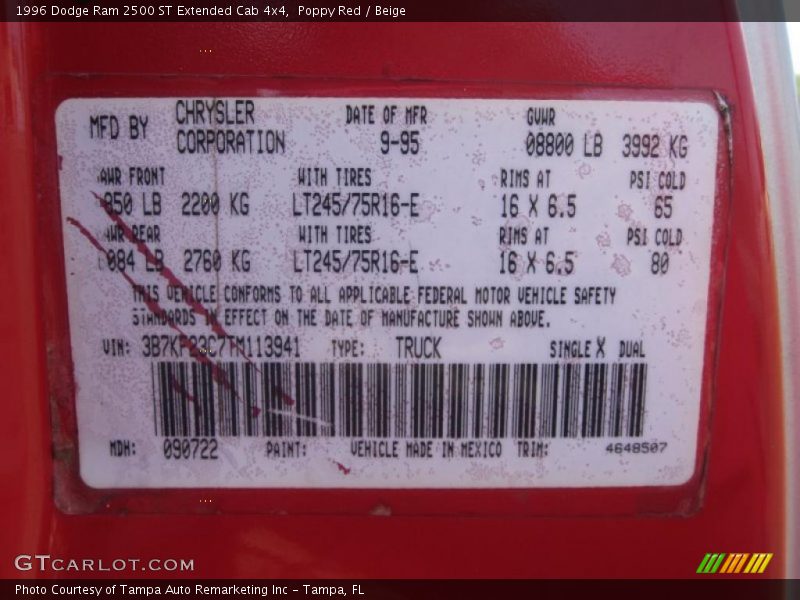 1996 Dodge Ram 2500 ST Extended Cab 4x4,  Poppy Red / Beige
MFD BY CHRYSLER CORPORATION DATE OF MFR 9-95 GVWR 08800 LB 3992 KG
FRONT WITH TIRES RIMS AT PSI COLD
850 LB 2200 KG LT245/75R16-E 16 X 6.5 65
REAR WITH TIRES RIMS AT PSI COLD
084 LB 2760 KG LT245/75R16-E 16 X 6.5 80
THIS VEHICLE CONFORMS TO ALL APPLICABLE FEDERAL MOTOR VEHICLE SAFETY
STANDARDS IN EFFECT ON THE DATE OF MANUFACTURE SHOWN ABOVE.
VIN: 3B7KF23C7TM113941 TYPE: TRUCK SINGLE X DUAL
MDH: 090722 PAINT: VEHICLE MADE IN MEXICO TRIM: 4648507
GTCARLOT.COM
Photo Courtesy of Tampa Auto Remarketing Inc - Tampa, FL